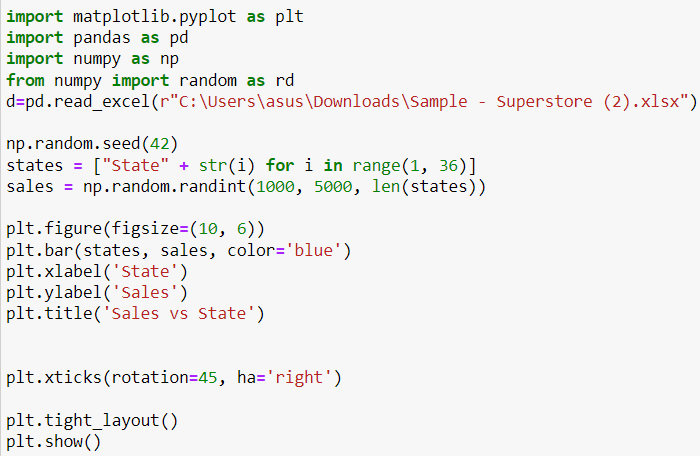 import matplotlib.pyplot as plt
import pandas as pd
import numpy as np
from numpy import random as rd
d=pd.read_excel(r"C:\Users\asus\Downloads\Sample - Superstore (2).xlsx")
np.random.seed(42)
states = ["State" + str(i) for i in range(1, 36)]
sales = np.random.randint(1000, 5000, len(states))
plt.figure(figsize=(10, 6))
plt.bar(states, sales, color='blue')
plt.xlabel('State')
plt.ylabel('Sales')
plt.title('Sales vs State')
plt.xticks(rotation=45, ha='right')
plt.tight_layout()
plt.show()